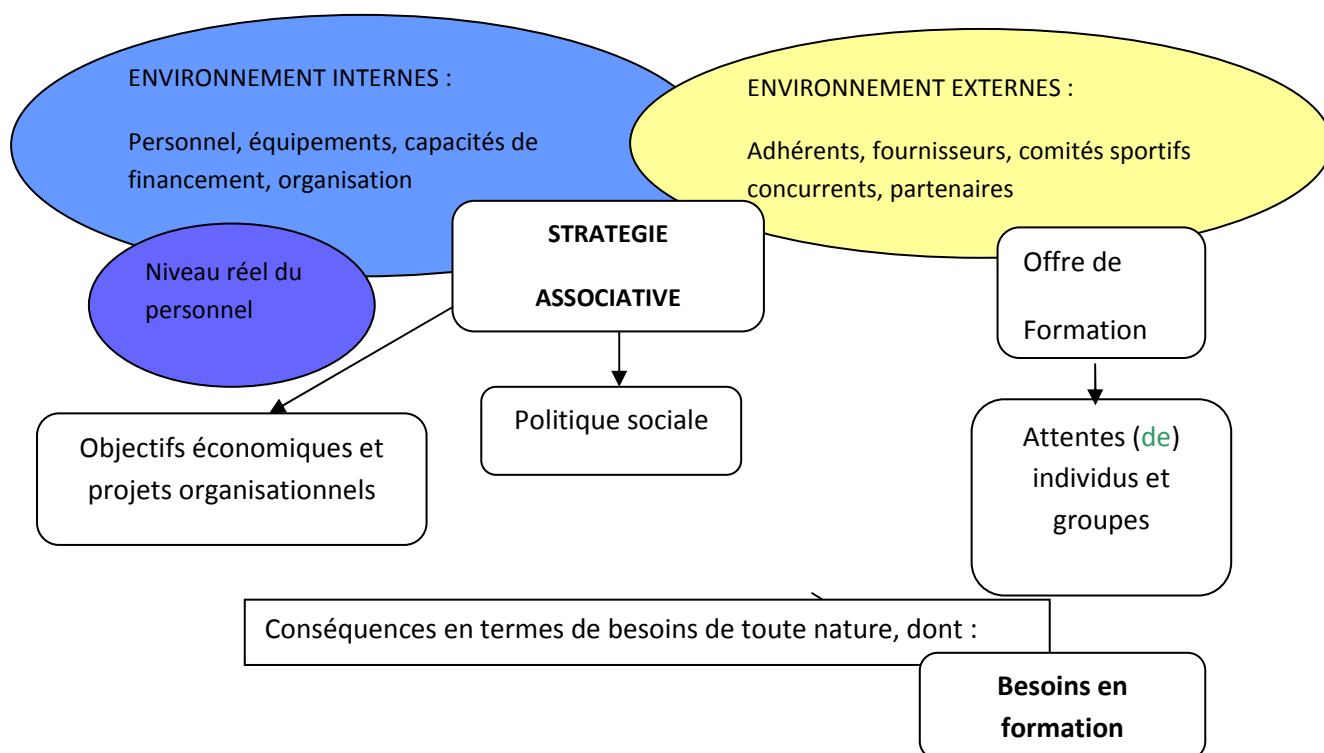 ENVIRONNEMENT INTERNES :
Personnel, équipements, capacités de
financement, organisation
ENVIRONNEMENT EXTERNES :
Adhérents, fournisseurs, comités sportifs
concurrents, partenaires
STRATEGIE
ASSOCIATIVE
Niveau réel du
personnel
Offre de
Formation
Objectifs économiques et
projets organisationnels
Politique sociale
Attentes (de)
individus et
groupes
Conséquences en termes de besoins de toute nature, dont :
Besoins en
formation